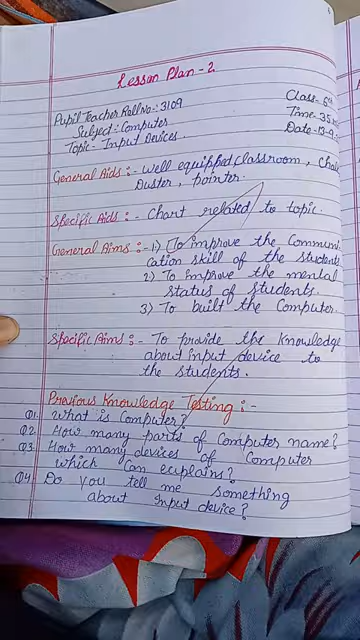 Lesson Plan - 2
Pupil Teacher Roll No :- 3109
Class - 6th
Subject : Computer
Time - 35
Topic - Input Devices.
Date - 13-9
General Aids :- Well equipped classroom,
Duster, pointer.
Specific Aids :- Chart related to topic.
General Aims :- 1) To improve the Communi
cation skill of the students
2) To improve the mental
status of students.
3) To built the Computer.
Specific Aims :- To provide the knowledge
about input device to
the students.
Previous Knowledge Testing :-
Q1. What is Computer?
Q2 How many parts of Computer name?
Q3 How many devices of Computer
which can explains?
Q4 Do you tell me something
about input device?